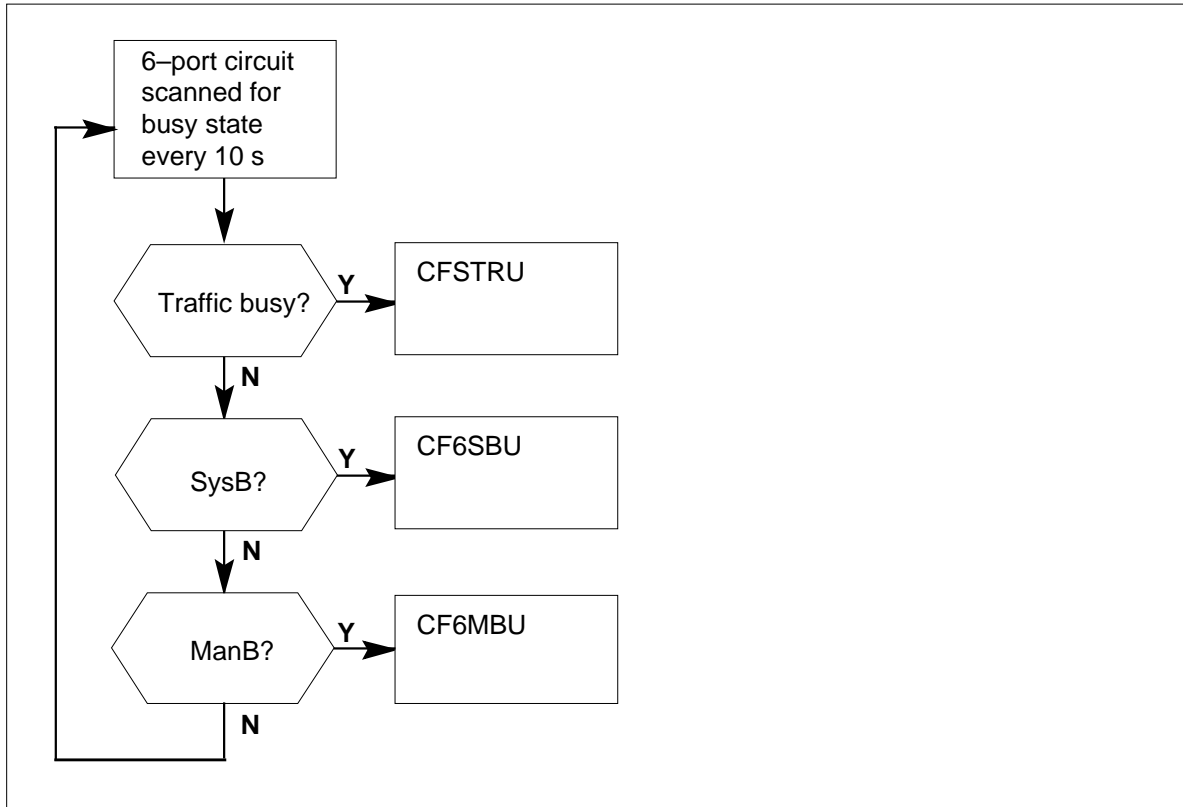 6–port circuit
scanned for
busy state
every 10 s
Traffic busy?
Y
CFSTRU
N
SysB?
Y
CF6SBU
N
ManB?
Y
CF6MBU
N